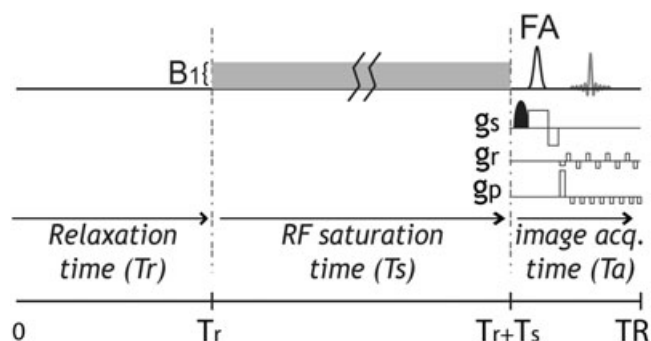 FA
B1{
gs
gr
gp
Relaxation time (Tr)
RF saturation time (Ts)
image acq. time (Ta)
0 Tr Tr+Ts TR